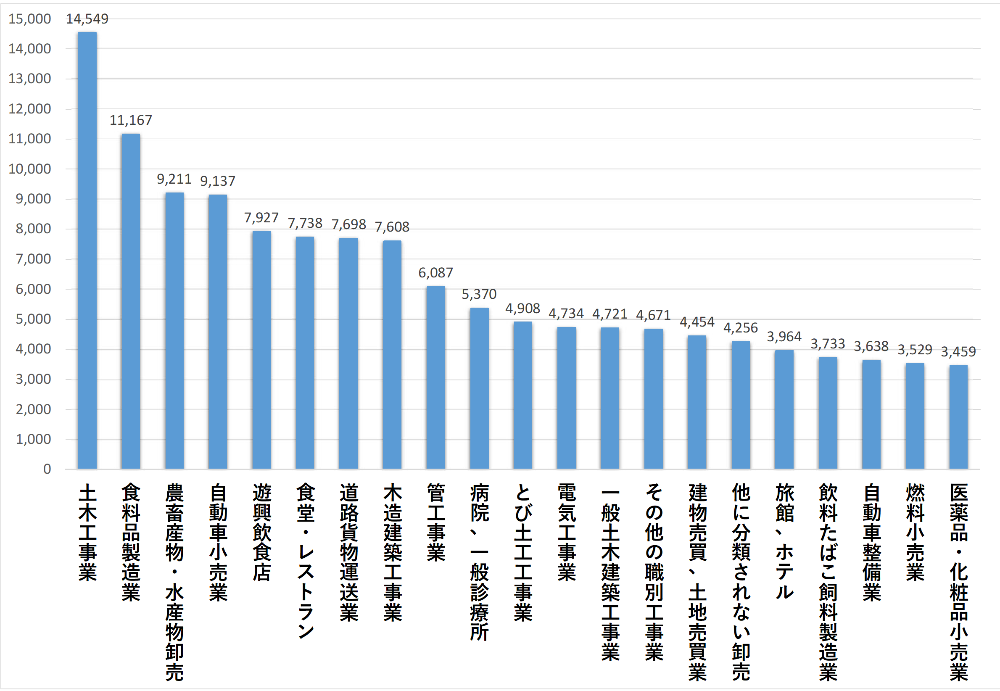 15,000
14,000
13,000
12,000
11,000
10,000
9,000
8,000
7,000
6,000
5,000
4,000
3,000
2,000
1,000
0
14,549
11,167
9,211
9,137
7,927
7,738
7,698
7,608
6,087
5,370
4,908
4,734
4,721
4,671
4,454
4,256
3,964
3,733
3,638
3,529
3,459
土木工事業
食料品製造業
農畜産物・水産物卸売
自動車小売業
遊興飲食店
食堂・レストラン
道路貨物運送業
木造建築工事業
管工事業
病院、一般診療所
とび土工工事業
電気工事業
一般土木建築工事業
その他の職別工事業
建物売買、土地売買業
他に分類されない卸売
旅館、ホテル
飲料たばこ飼料製造業
自動車整備業
燃料小売業
医薬品・化粧品小売業